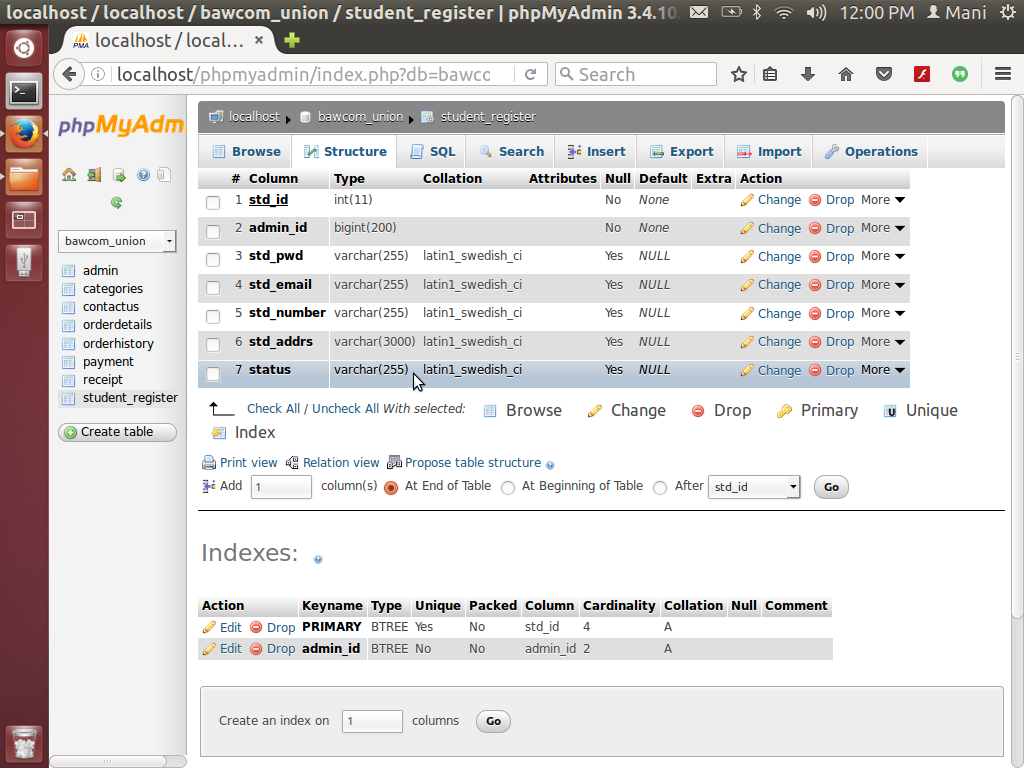 localhost / localhost / bawcom_union / student_register | phpMyAdmin 3.4.10 12:00 PM Mani
PMA localhost / local...
localhost/phpmyadmin/index.php?db=bawco Search
phpMyAdm
bawcom_union
admin
categories
contactus
orderdetails
orderhistory
payment
receipt
student_register
Create table
localhost bawcom_union student_register
Browse Structure SQL Search Insert Export Import Operations
# Column Type Collation Attributes Null Default Extra Action
1 std_id int(11) No None Change Drop More
2 admin_id bigint(200) No None Change Drop More
3 std_pwd varchar(255) latin1_swedish_ci Yes NULL Change Drop More
4 std_email varchar(255) latin1_swedish_ci Yes NULL Change Drop More
5 std_number varchar(255) latin1_swedish_ci Yes NULL Change Drop More
6 std_addrs varchar(3000) latin1_swedish_ci Yes NULL Change Drop More
7 status varchar(255) latin1_swedish_ci Yes NULL Change Drop More
Check All / Uncheck All With selected: Browse Change Drop Primary Unique
Index
Print view Relation view Propose table structure
Add 1 column(s) At End of Table At Beginning of Table After std_id Go
Indexes:
Action Keyname Type Unique Packed Column Cardinality Collation Null Comment
Edit Drop PRIMARY BTREE Yes No std_id 4 A
Edit Drop admin_id BTREE No No admin_id 2 A
Create an index on 1 columns Go